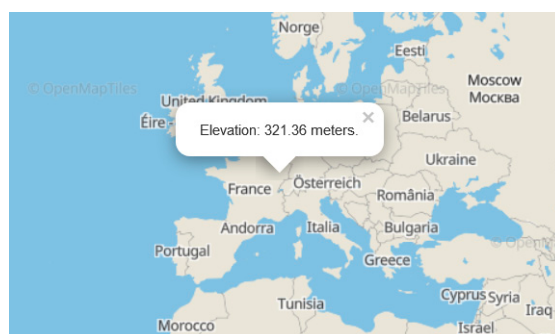 Norge
Eesti
© OpenMapTiles
© OpenMapTiles
Moscow
Москва
United Kingdom
Éire -
Belarus
×
Elevation: 321.36 meters.
Ukraine
France
Österreich
România
Andorra
Italia
Bulgaria
Portugal
Greece
Tunisia
Cyprus
Syria
Iraq
Israel
Morocco